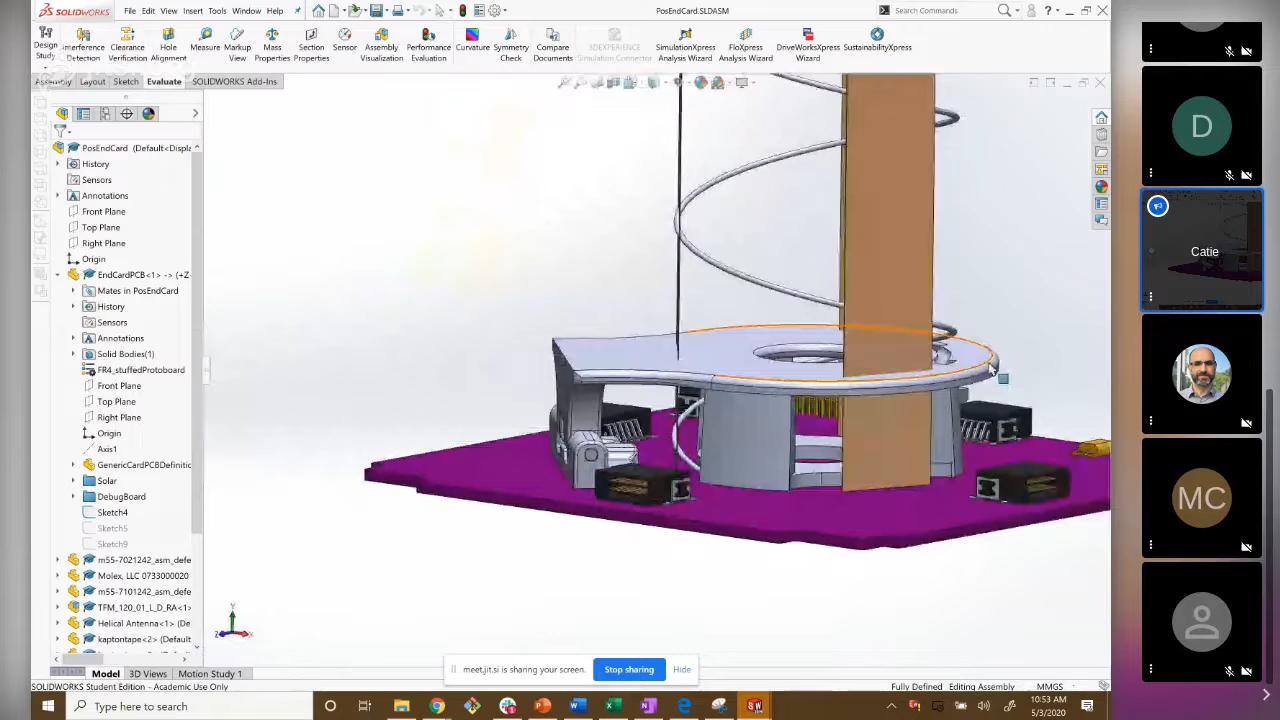 SOLIDWORKS File Edit View Insert Tools Window Help PosEndCard.SLDASM Search Commands
Design Study
Interference Detection
Clearance Verification
Hole Alignment
Measure
Markup View
Mass Properties
Section Properties
Sensor
Assembly Visualization
Performance Evaluation
Curvature
Symmetry Check
Compare Documents
3DEXPERIENCE Simulation Connector
SimulationXpress Analysis Wizard
FloXpress Analysis Wizard
DriveWorksXpress Wizard
SustainabilityXpress
Assembly Layout Sketch Evaluate SOLIDWORKS Add-Ins
PosEndCard (Default<Displa
History
Sensors
Annotations
Front Plane
Top Plane
Right Plane
Origin
EndCardPCB<1> -> (+Z-
Mates in PosEndCard
History
Sensors
Annotations
Solid Bodies(1)
FR4_stuffedProtoboard
Front Plane
Top Plane
Right Plane
Origin
Axis1
GenericCardPCBDefinitic
Solar
DebugBoard
Sketch4
Sketch5
Sketch9
m55-7021242_asm_defe
Molex, LLC 0733000020
m55-7101242_asm_defe
TFM_120_01_L_D_RA<1>
Helical Antenna<1> (Def
kaptontape<2> (Default
Y
Z X
D
Catie
MC
meet.jit.si is sharing your screen. Stop sharing Hide
Model 3D Views Motion Study 1
SOLIDWORKS Student Edition - Academic Use Only Fully Defined Editing Assembly MMGS
Type here to search
10:53 AM
5/3/2020